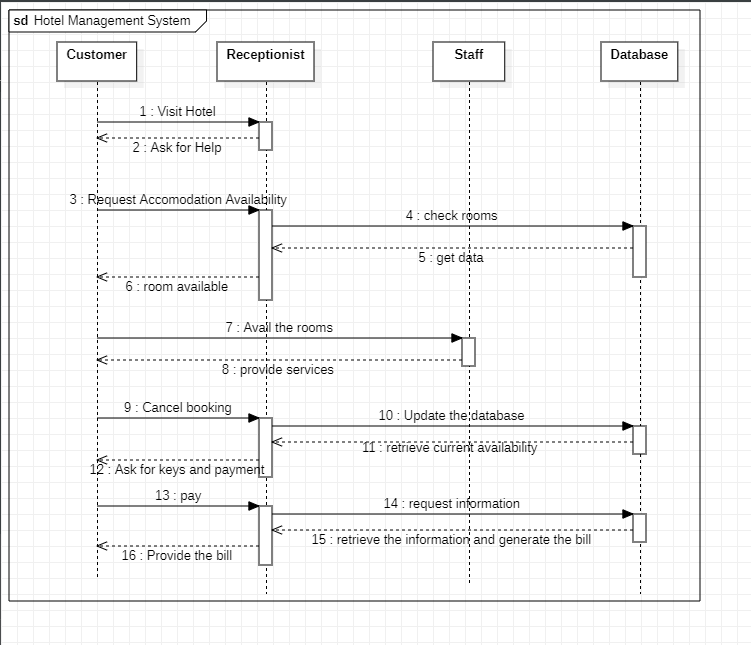 sd Hotel Management System
Customer Receptionist Staff Database
1 : Visit Hotel
2 : Ask for Help
3 : Request Accomodation Availability
4 : check rooms
5 : get data
6 : room available
7 : Avail the rooms
8 : provide services
9 : Cancel booking
10 : Update the database
11 : retrieve current availability
12 : Ask for keys and payment
13 : pay
14 : request information
15 : retrieve the information and generate the bill
16 : Provide the bill